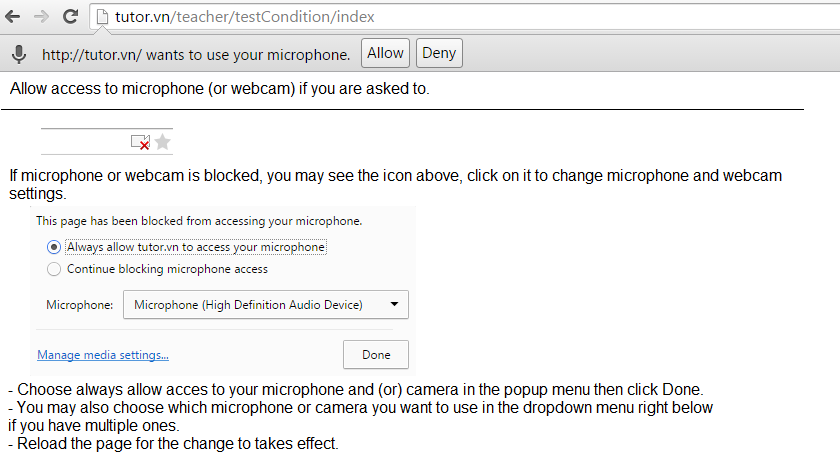 tutor.vn/teacher/testCondition/index
http://tutor.vn/ wants to use your microphone. Allow Deny
Allow access to microphone (or webcam) if you are asked to.
If microphone or webcam is blocked, you may see the icon above, click on it to change microphone and webcam
settings.
This page has been blocked from accessing your microphone.
Always allow tutor.vn to access your microphone
Continue blocking microphone access
Microphone: Microphone (High Definition Audio Device)
Manage media settings... Done
- Choose always allow acces to your microphone and (or) camera in the popup menu then click Done.
- You may also choose which microphone or camera you want to use in the dropdown menu right below
if you have multiple ones.
- Reload the page for the change to takes effect.